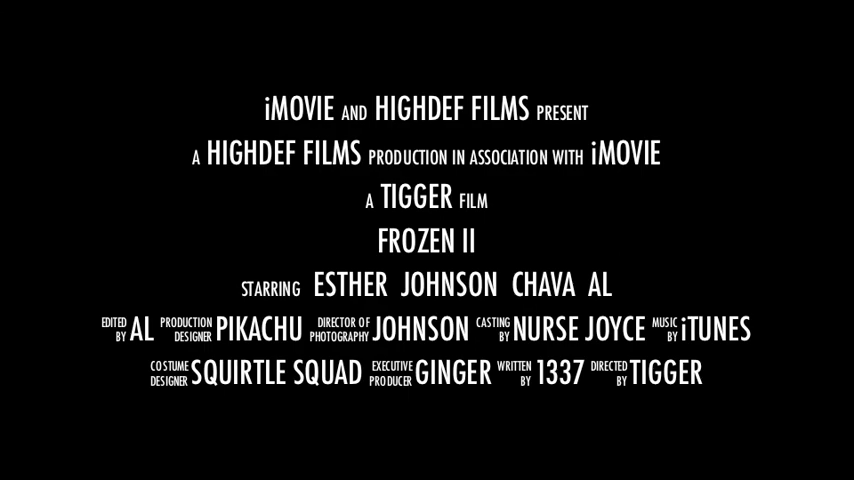 iMOVIE AND HIGHDEF FILMS PRESENT
A HIGHDEF FILMS PRODUCTION IN ASSOCIATION WITH iMOVIE
A TIGGER FILM
FROZEN II
STARRING ESTHER JOHNSON CHAVA AL
EDITED BY AL PRODUCTION DESIGNER PIKACHU DIRECTOR OF PHOTOGRAPHY JOHNSON CASTING BY NURSE JOYCE MUSIC BY iTUNES
COSTUME DESIGNER SQUIRTLE SQUAD EXECUTIVE PRODUCER GINGER WRITTEN BY 1337 DIRECTED BY TIGGER